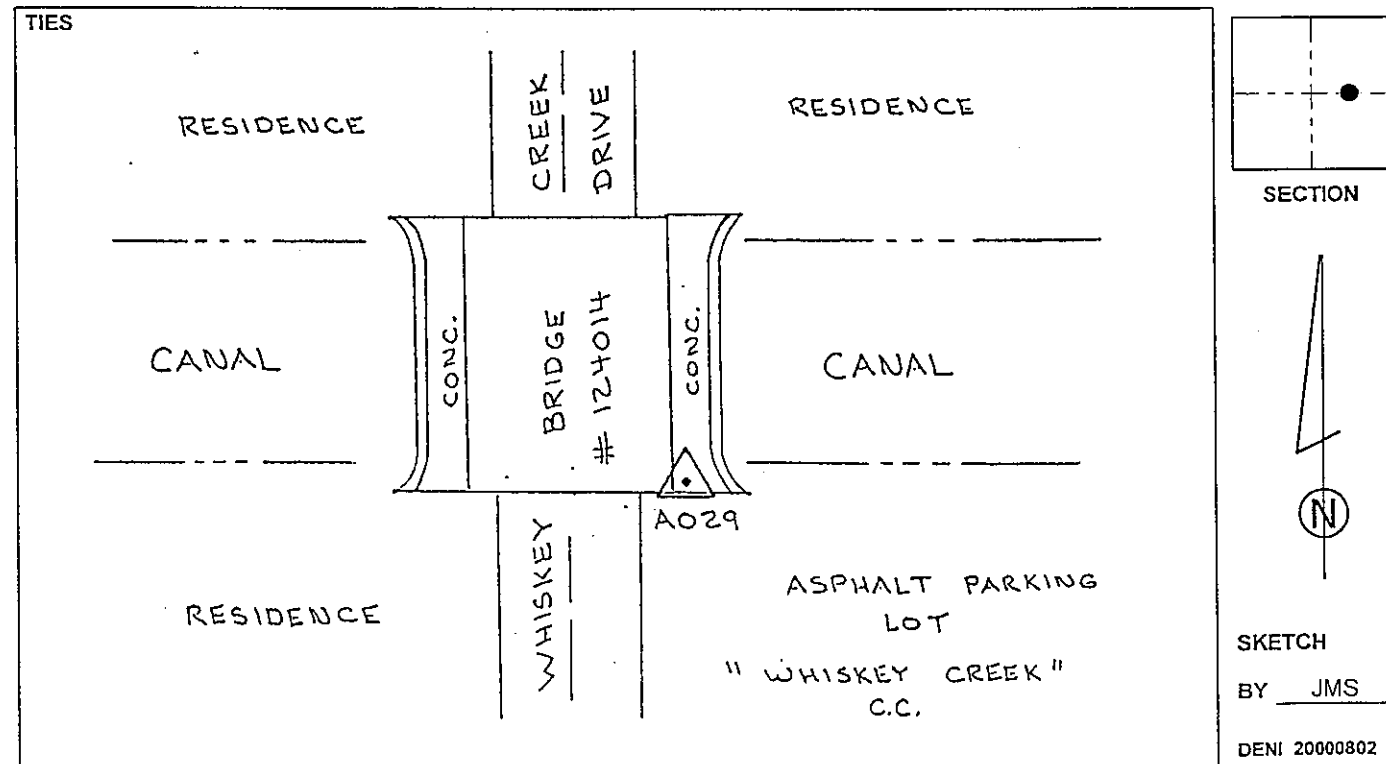 TIES
RESIDENCE
CREEK
DRIVE
RESIDENCE
SECTION
CANAL
CONC.
BRIDGE
# 124014
CONC.
CANAL
A029
N
RESIDENCE
WHISKEY
ASPHALT PARKING
LOT
" WHISKEY CREEK "
C.C.
SKETCH
BY JMS
DENI 20000802